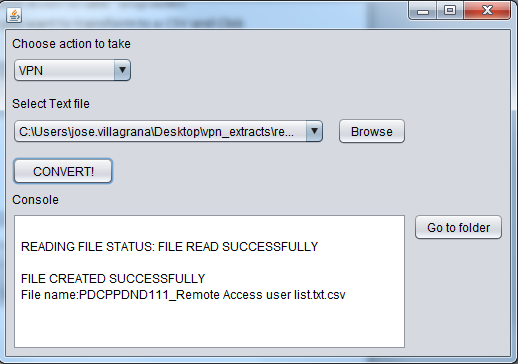 Choose action to take
VPN
Select Text file
C:\Users\jose.villagrana\Desktop\vpn_extracts\re...
Browse
CONVERT!
Console
Go to folder
READING FILE STATUS: FILE READ SUCCESSFULLY
FILE CREATED SUCCESSFULLY
File name:PDCPPDND111_Remote Access user list.txt.csv